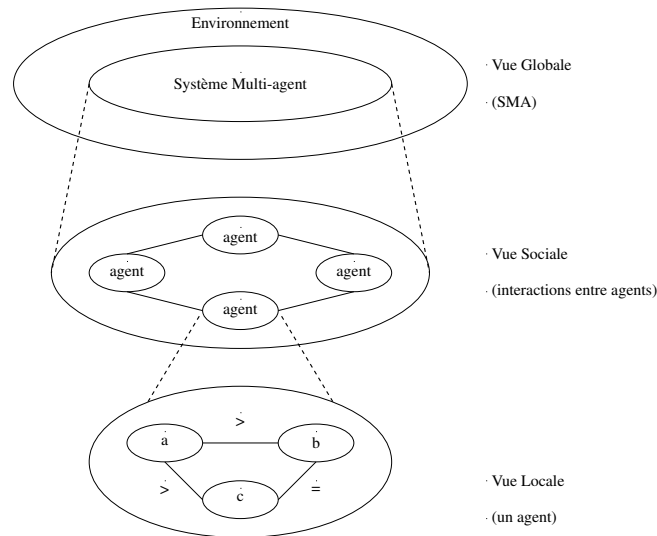 Environnement
Système Multi-agent
Vue Globale
(SMA)
agent
agent
agent
agent
Vue Sociale
(interactions entre agents)
>
a
b
>
c
=
Vue Locale
(un agent)